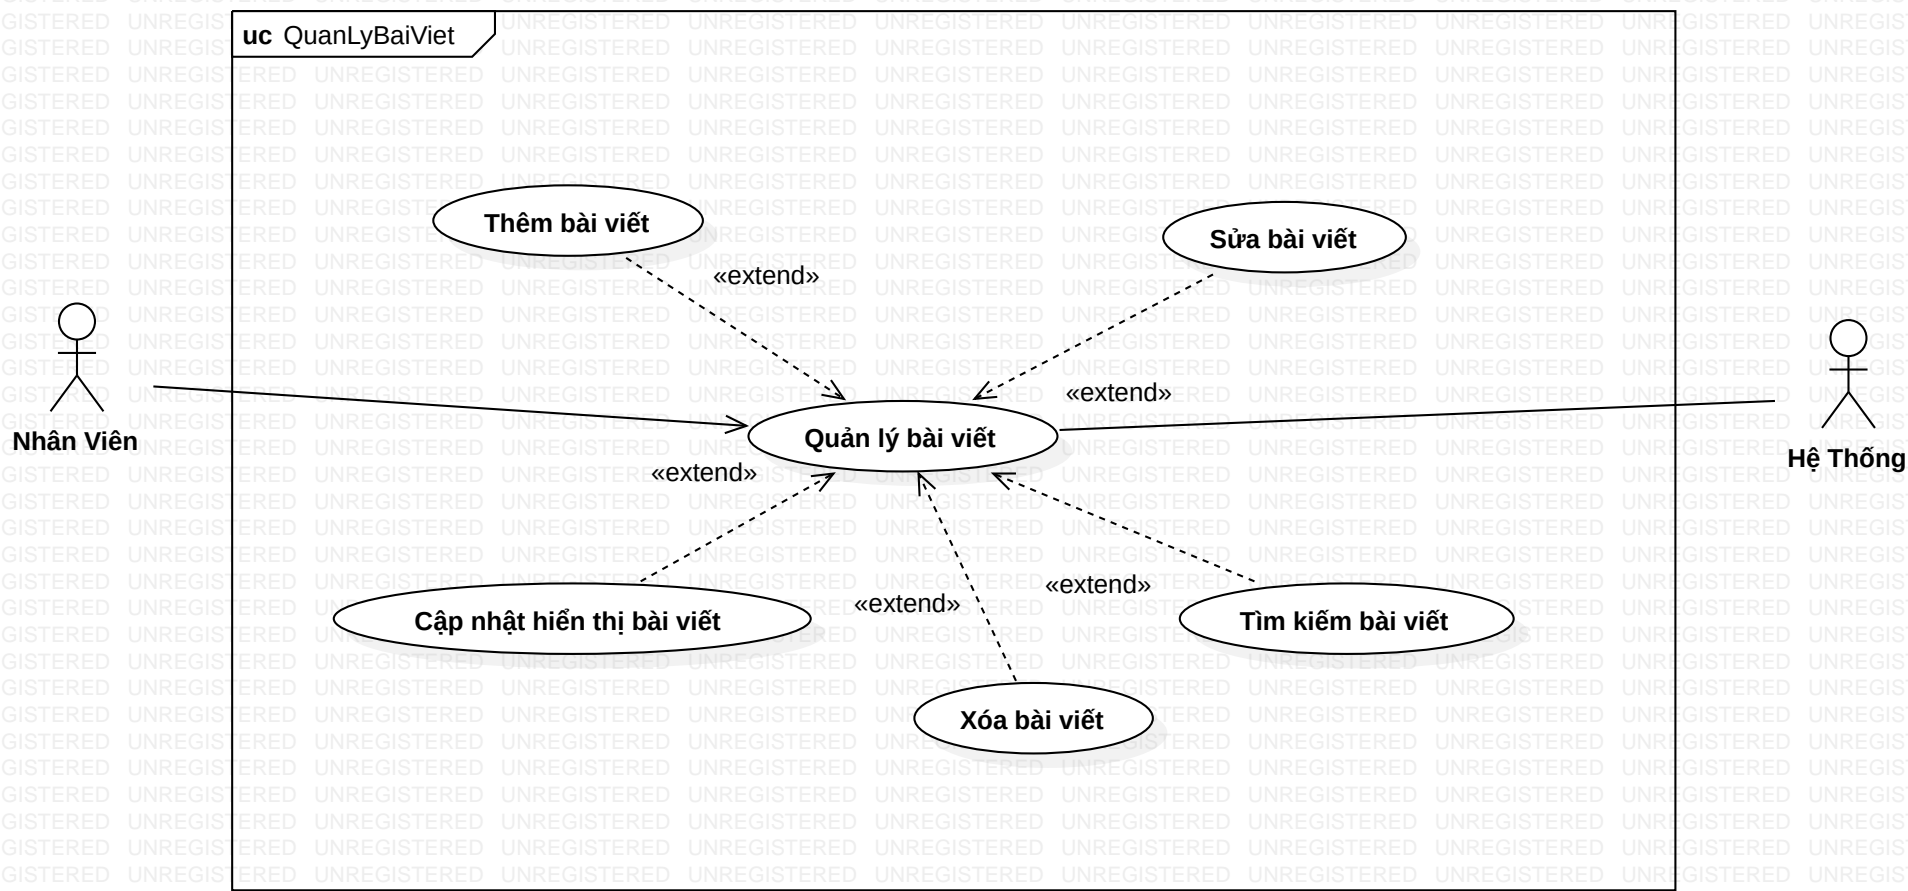 uc QuanLyBaiViet
Thêm bài viết
Sửa bài viết
«extend»
«extend»
Nhân Viên
Quản lý bài viết
Hệ Thống
«extend»
«extend»
«extend»
Cập nhật hiển thị bài viết
Tìm kiếm bài viết
Xóa bài viết
UNREGISTERED